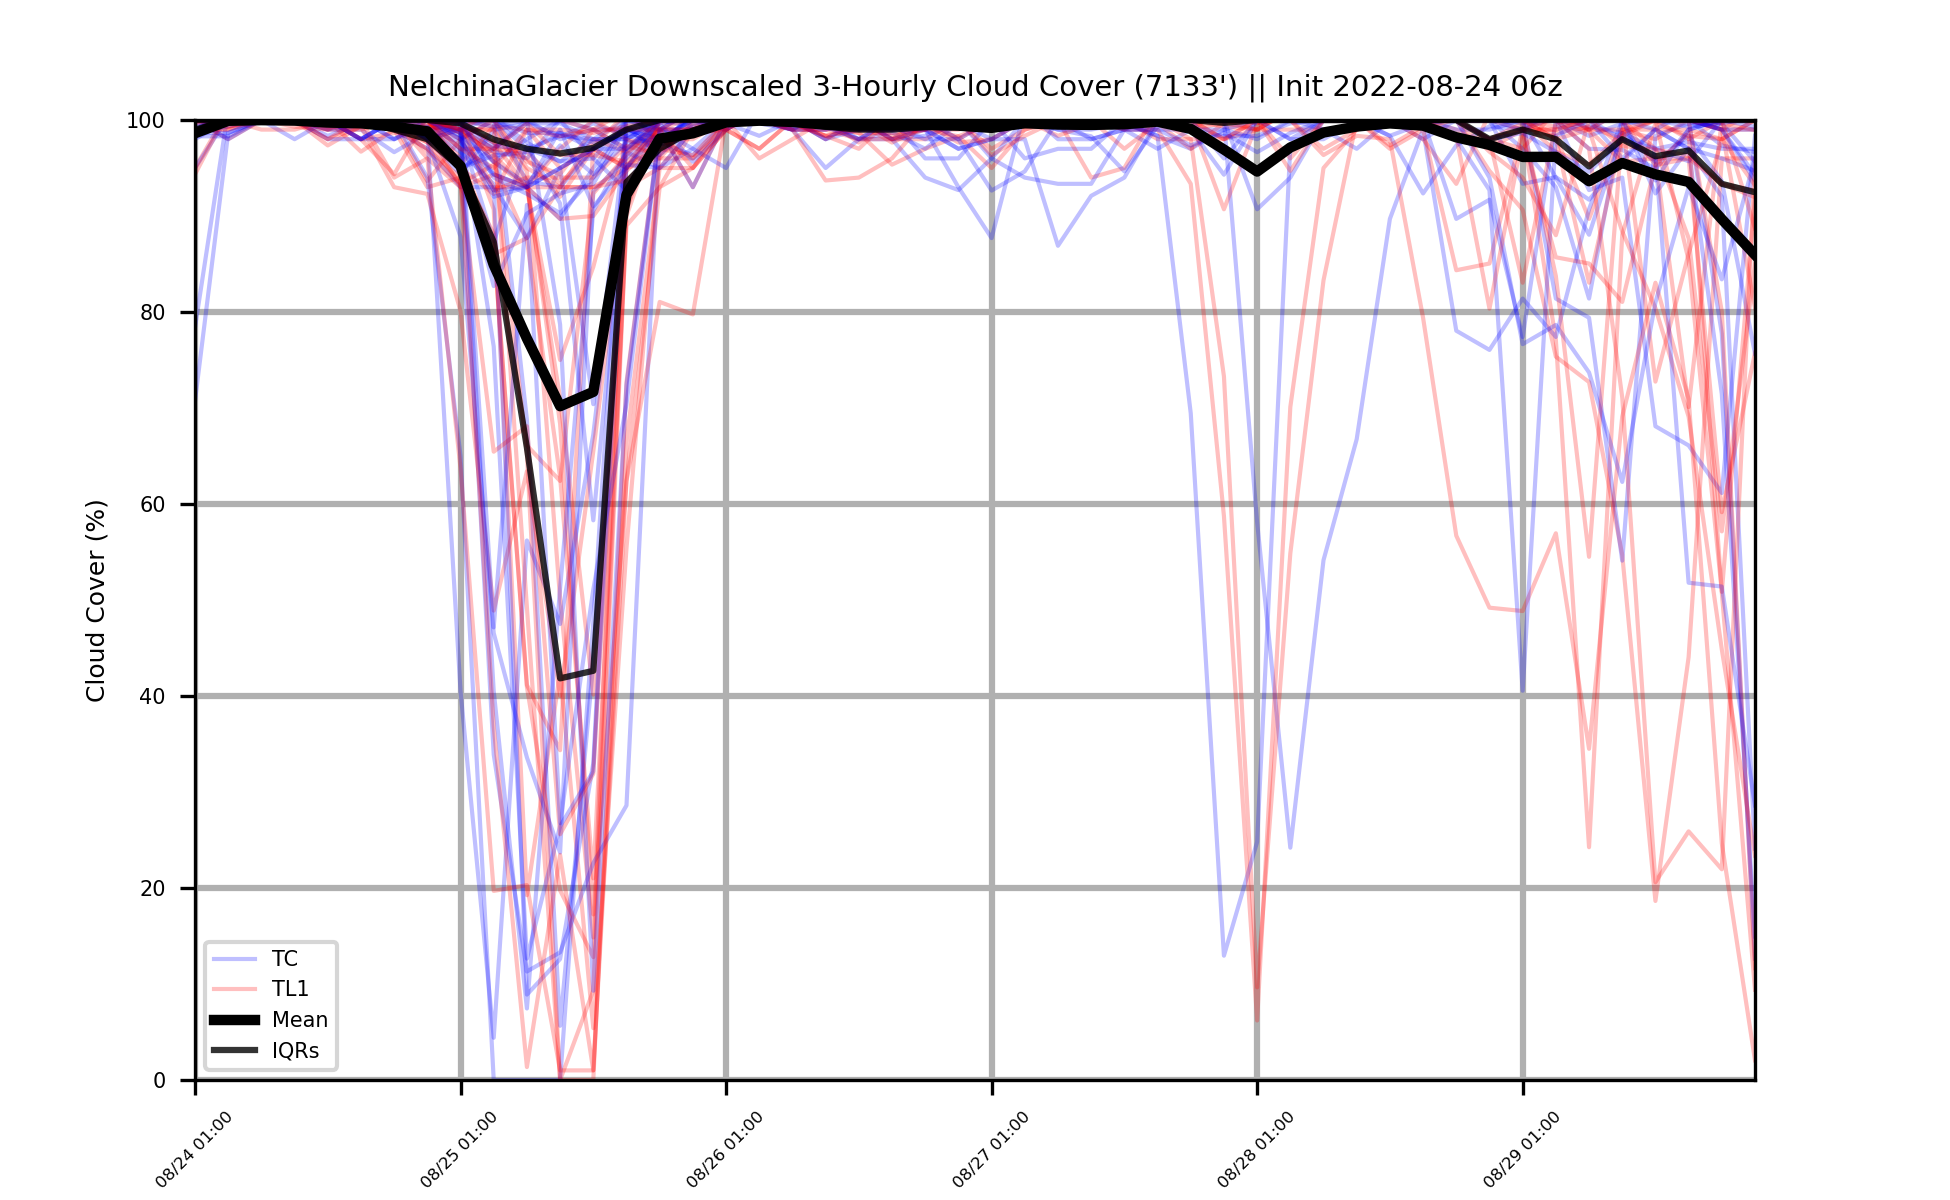 NelchinaGlacier Downscaled 3-Hourly Cloud Cover (7133') || Init 2022-08-24 06z
Cloud Cover (%)
100
80
60
40
20
0
TC
TL1
Mean
IQRs
08/24 01:00
08/25 01:00
08/26 01:00
08/27 01:00
08/28 01:00
08/29 01:00